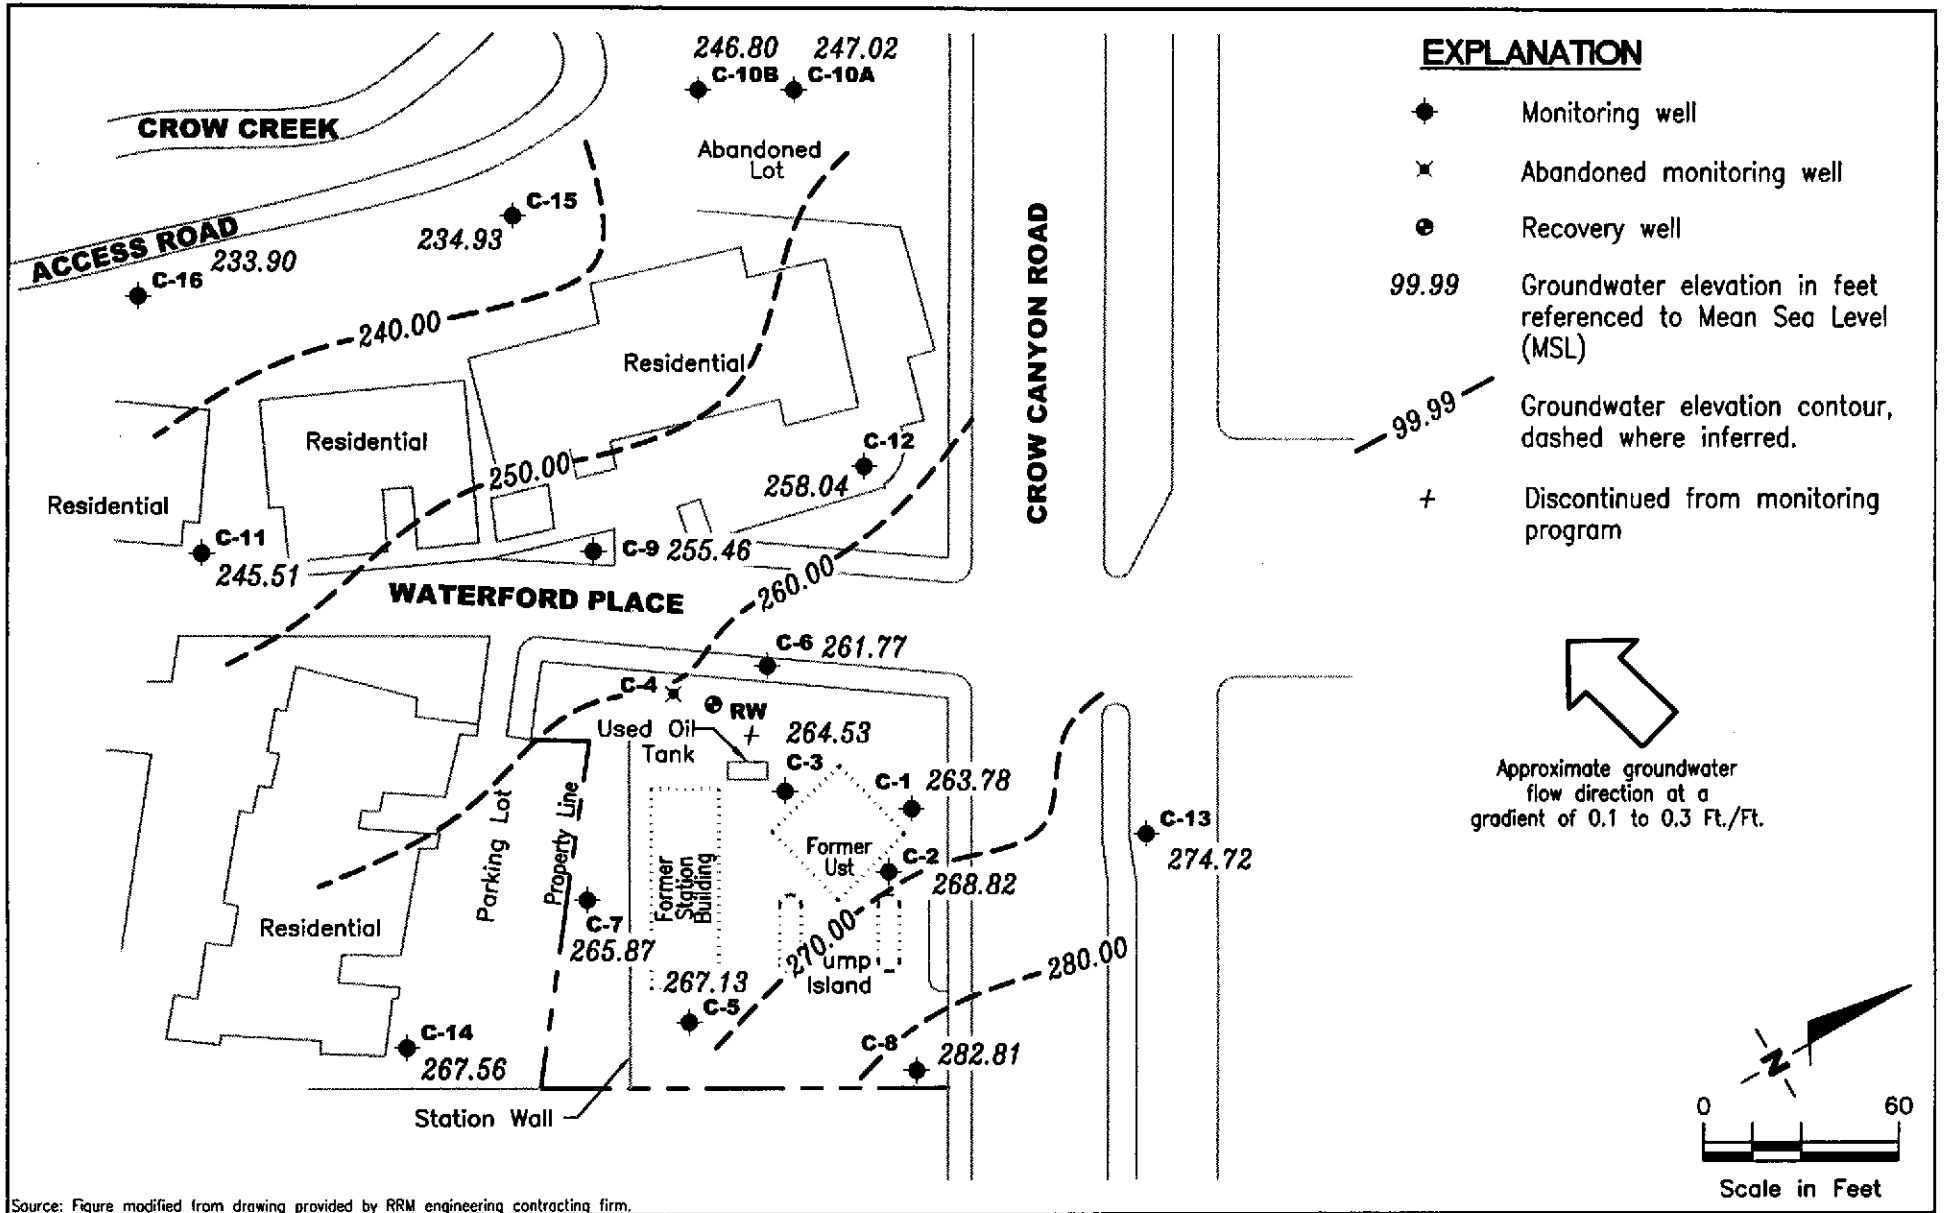 246.80
247.02
C-10B
C-10A
EXPLANATION
Monitoring well
Abandoned monitoring well
Recovery well
99.99
Groundwater elevation in feet
referenced to Mean Sea Level
(MSL)
99.99
Groundwater elevation contour,
dashed where inferred.
+
Discontinued from monitoring
program
CROW CREEK
Abandoned
Lot
C-15
234.93
ACCESS ROAD
233.90
C-16
240.00
CROW CANYON ROAD
Residential
Residential
250.00
C-12
258.04
Residential
C-11
245.51
C-9 255.46
WATERFORD PLACE
260.00
C-6 261.77
C-4
RW
+
Used Oil
Tank
264.53
C-3
C-1
263.78
C-13
274.72
Former
Ust
C-2
268.82
Parking Lot
Property Line
Former
Station
Building
Residential
C-7
265.87
270.00
ump
Island
280.00
267.13
C-5
C-14
267.56
C-8
282.81
Station Wall
Approximate groundwater
flow direction at a
gradient of 0.1 to 0.3 Ft./Ft.
N
0 60
Scale in Feet
Source: Figure modified from drawing provided by RRM engineering contracting firm.